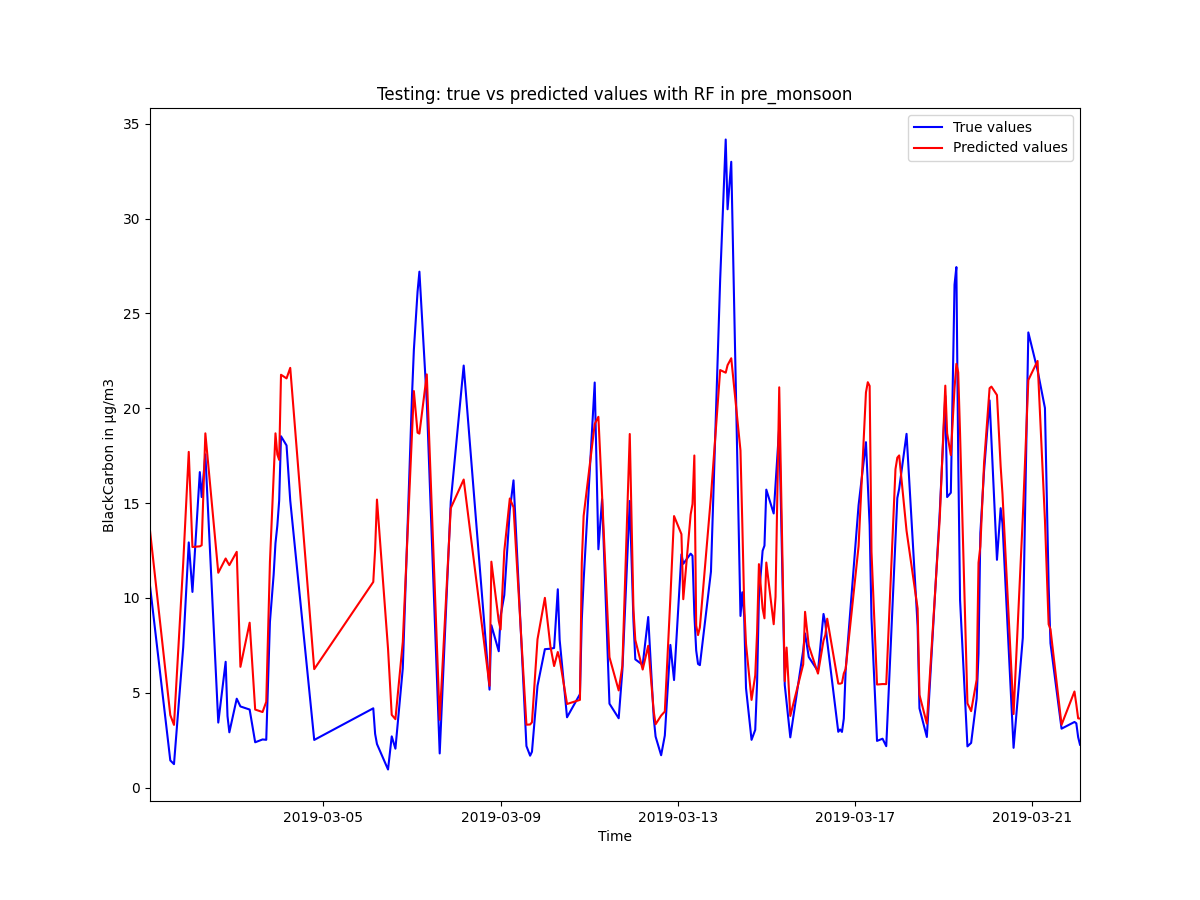 Testing: true vs predicted values with RF in pre_monsoon
True values
Predicted values
BlackCarbon in µg/m3
35
30
25
20
15
10
5
0
2019-03-05
2019-03-09
2019-03-13
2019-03-17
2019-03-21
Time